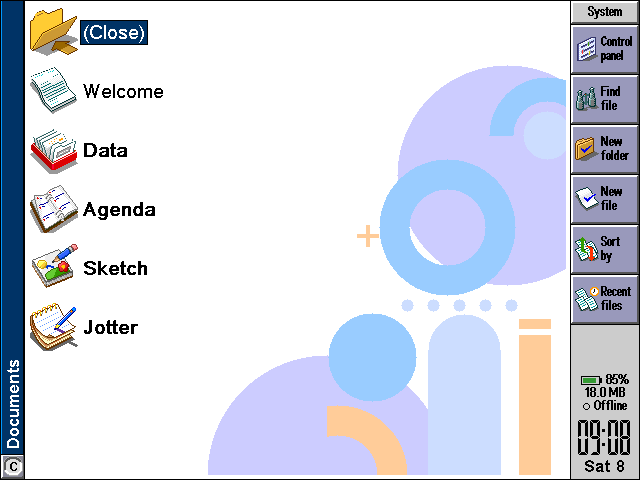 (Close)
Welcome
Data
Agenda
Sketch
Jotter
Documents
C
System
Control
panel
Find
file
New
folder
New
file
Sort
by
Recent
files
85%
18.0 MB
Offline
09:08
Sat 8